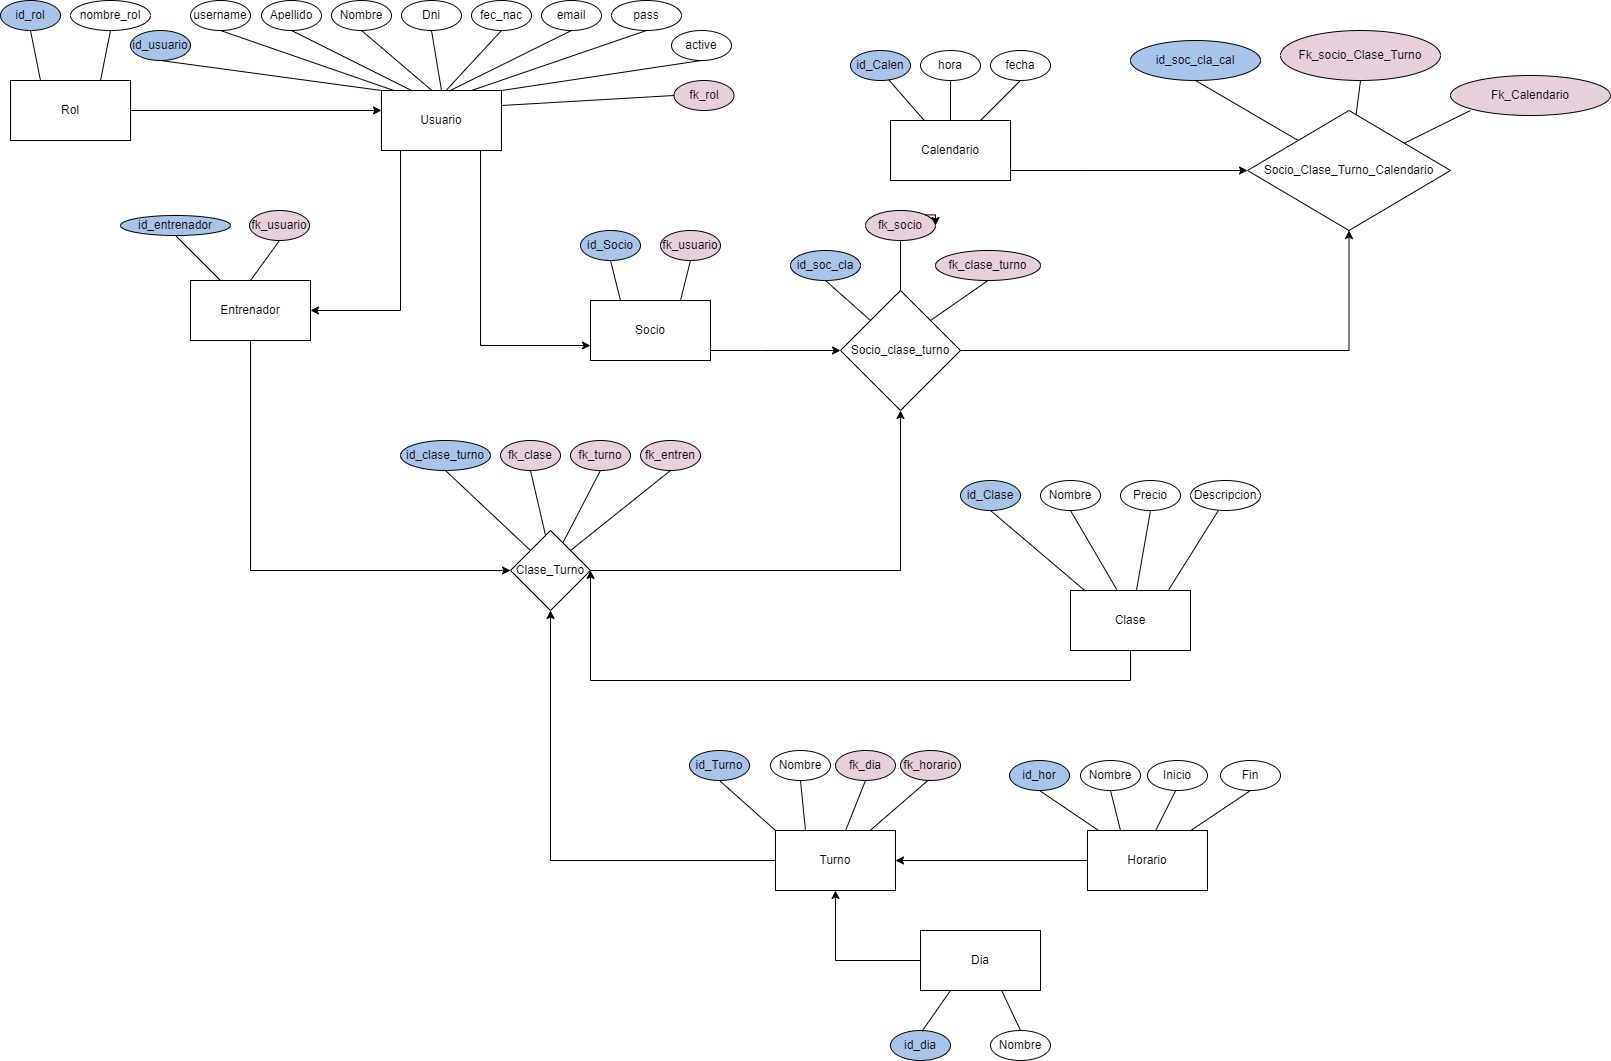 id_rol
nombre_rol
username
Apellido
Nombre
Dni
fec_nac
email
pass
id_usuario
active
fk_rol
Rol
Usuario
id_Calen
hora
fecha
id_soc_cla_cal
Fk_socio_Clase_Turno
Fk_Calendario
Calendario
Socio_Clase_Turno_Calendario
id_entrenador
fk_usuario
Entrenador
id_Socio
fk_usuario
Socio
fk_socio
id_soc_cla
fk_clase_turno
Socio_clase_turno
id_clase_turno
fk_clase
fk_turno
fk_entren
Clase_Turno
id_Clase
Nombre
Precio
Descripcion
Clase
id_Turno
Nombre
fk_dia
fk_horario
Turno
id_hor
Nombre
Inicio
Fin
Horario
Dia
id_dia
Nombre